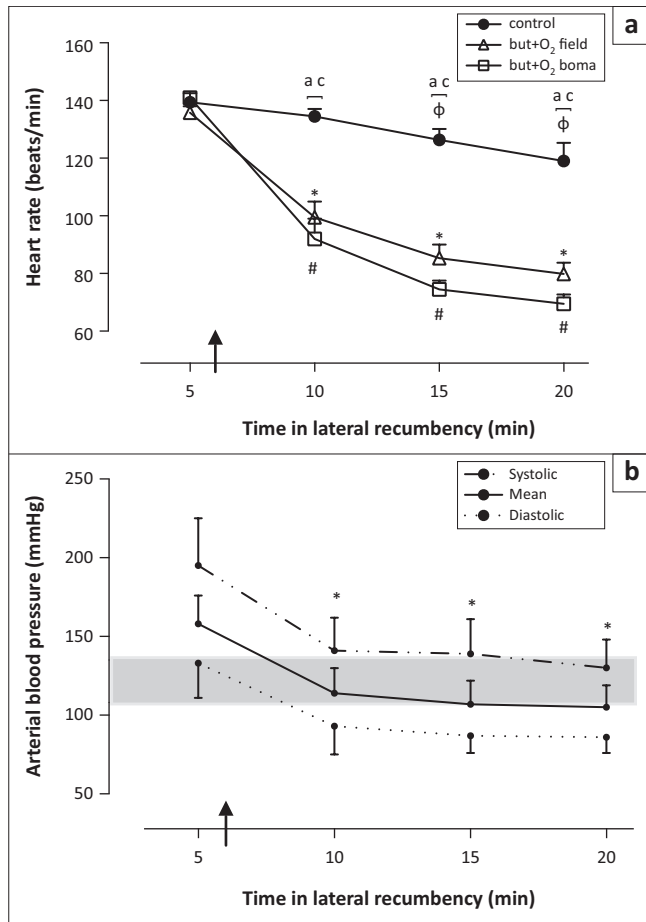 a
control
but+O₂ field
but+O₂ boma
160
140
120
100
80
60
Heart rate (beats/min)
a c
a c
ϕ
a c
ϕ
*
*
*
#
#
#
5 10 15 20
Time in lateral recumbency (min)
b
Systolic
Mean
Diastolic
250
200
150
100
50
Arterial blood pressure (mmHg)
* * *
5 10 15 20
Time in lateral recumbency (min)